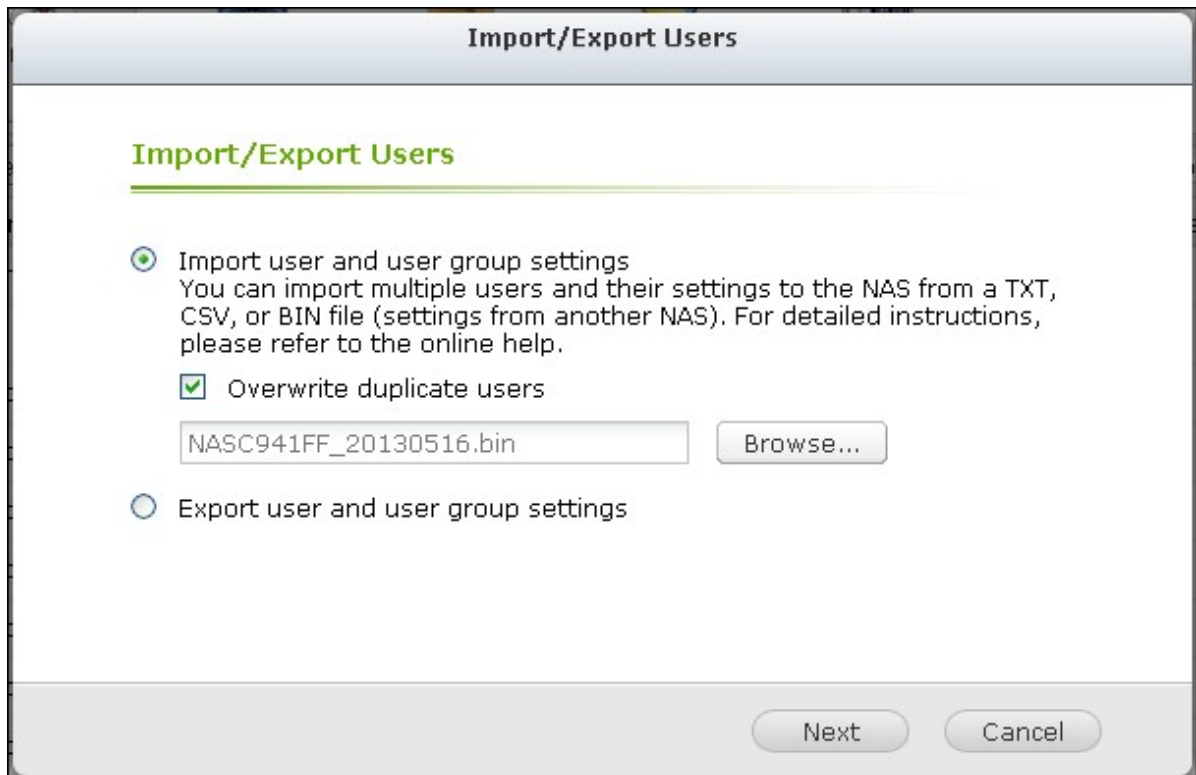 Import/Export Users
Import/Export Users
Import user and user group settings
You can import multiple users and their settings to the NAS from a TXT,
CSV, or BIN file (settings from another NAS). For detailed instructions,
please refer to the online help.
Overwrite duplicate users
NASC941FF_20130516.bin
Browse...
Export user and user group settings
Next
Cancel